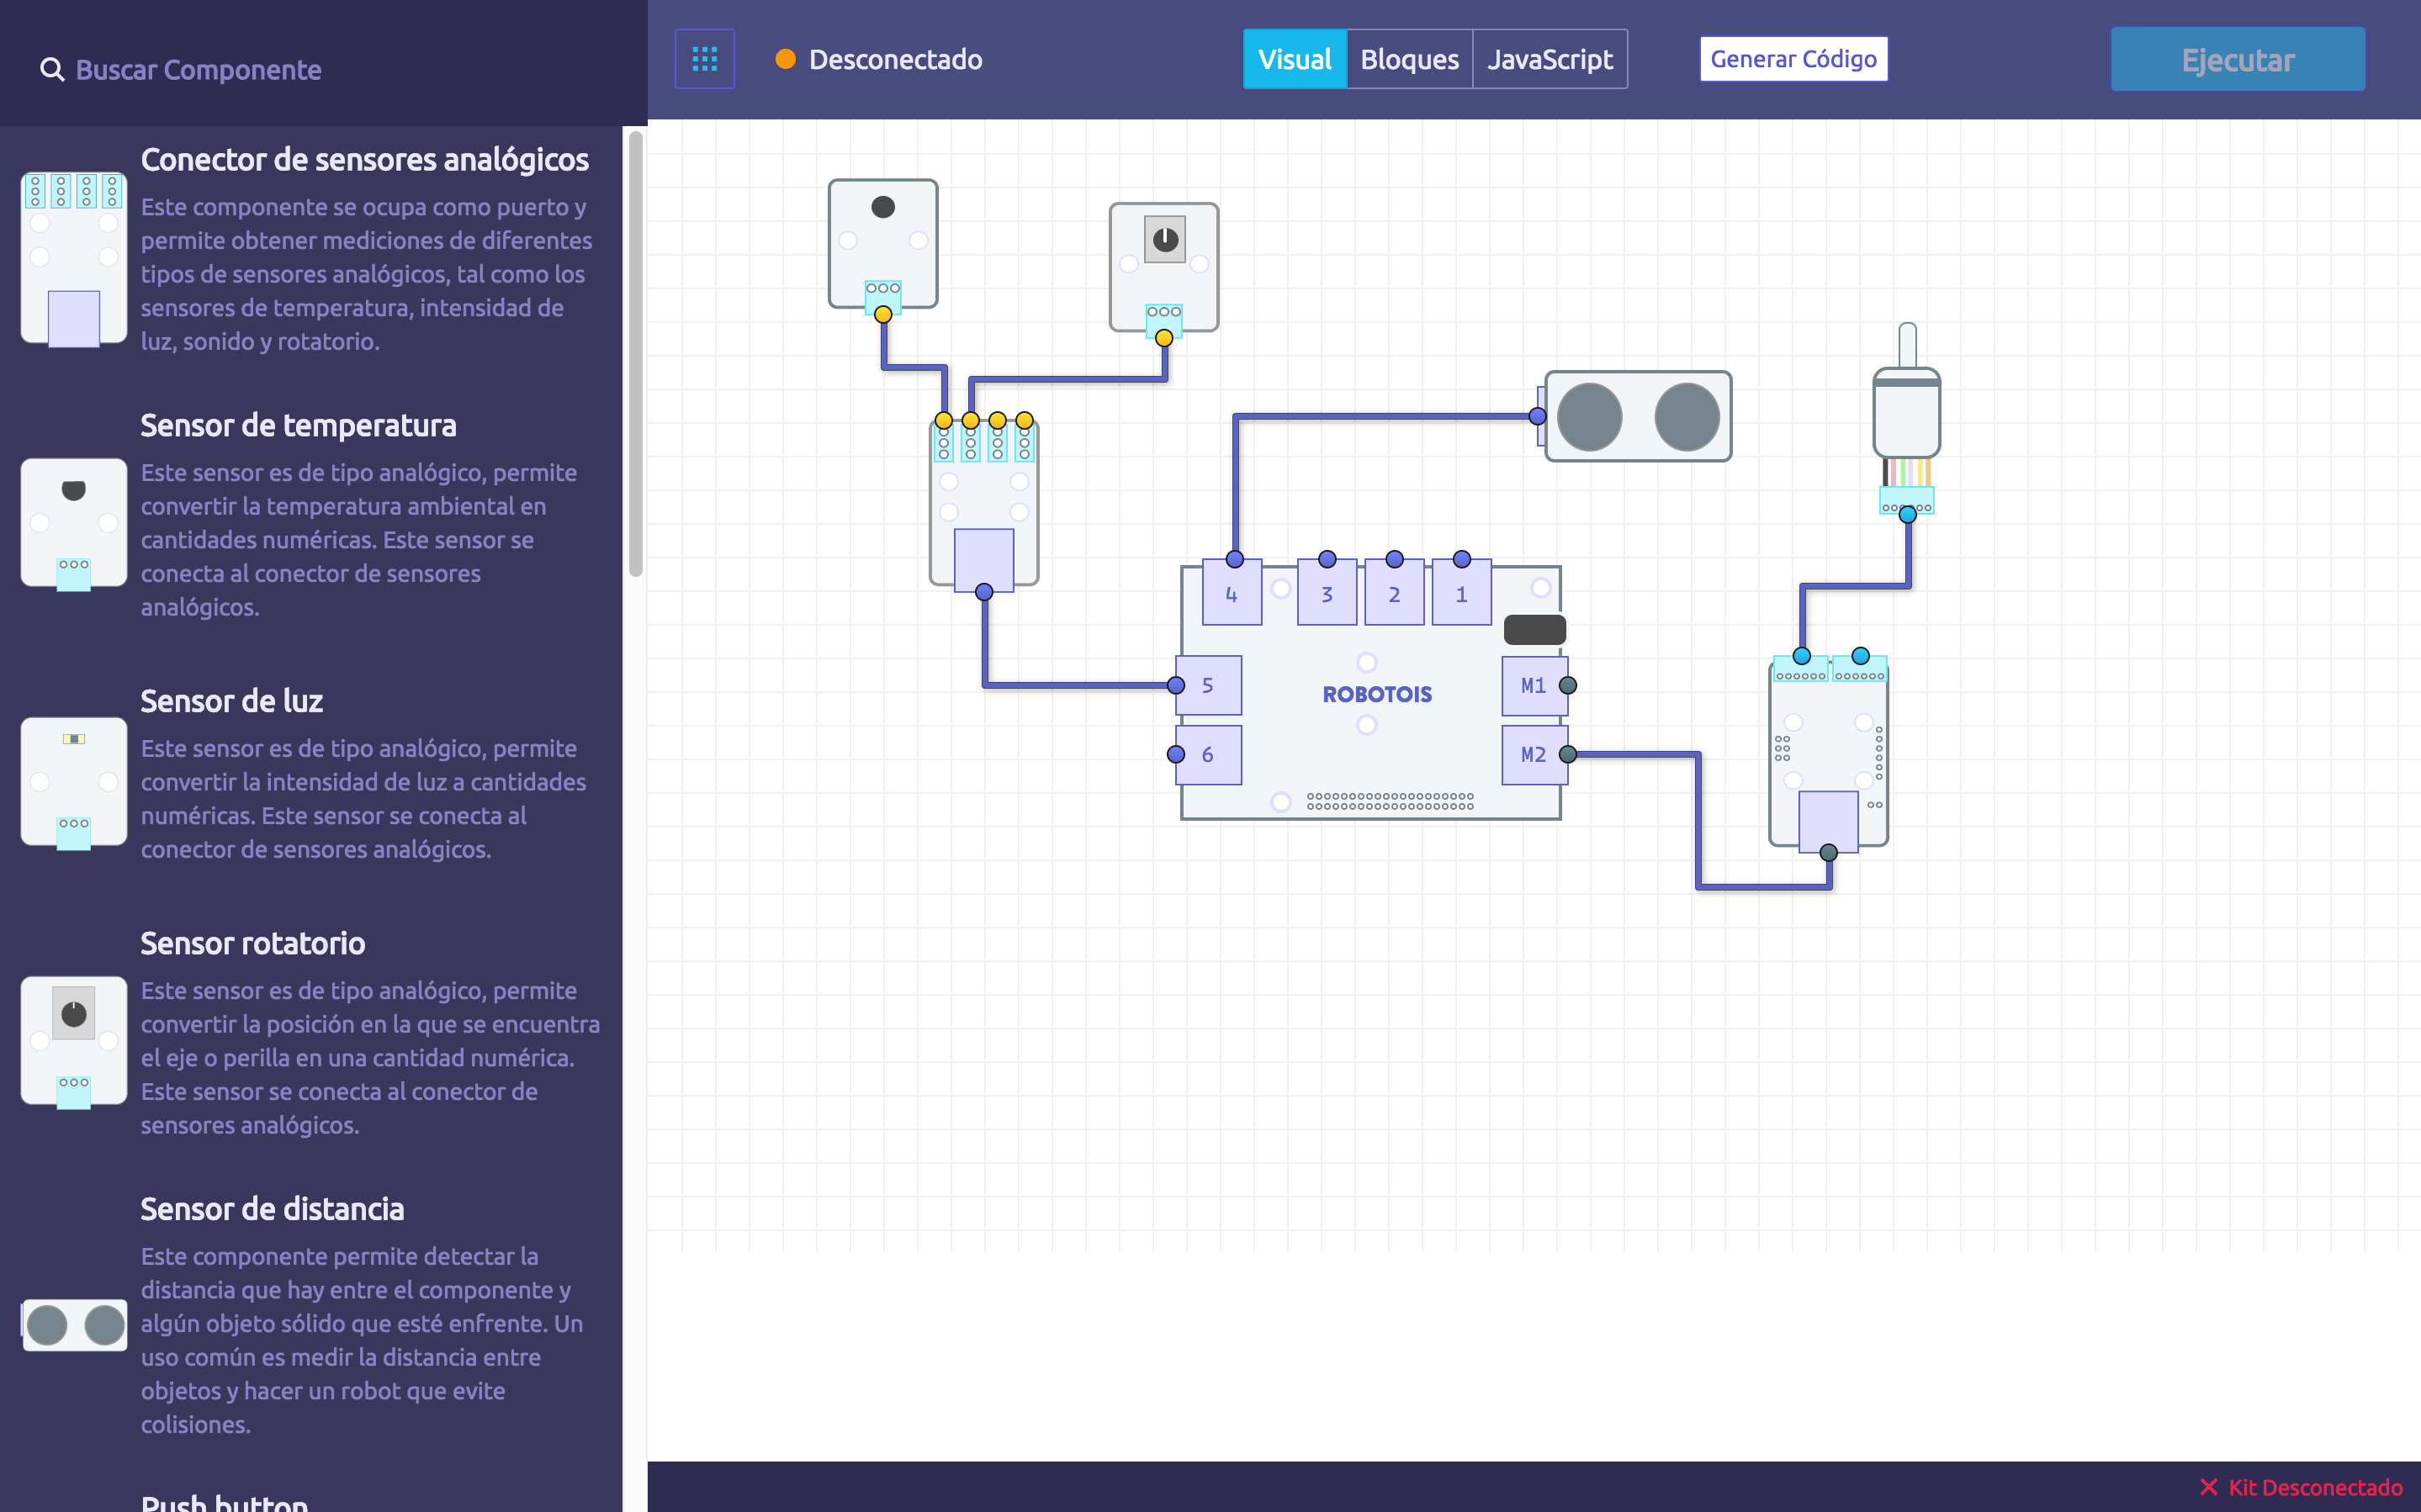 Buscar Componente
Desconectado
Visual
Bloques
JavaScript
Generar Código
Ejecutar
Conector de sensores analógicos
Este componente se ocupa como puerto y
permite obtener mediciones de diferentes
tipos de sensores analógicos, tal como los
sensores de temperatura, intensidad de
luz, sonido y rotatorio.
Sensor de temperatura
Este sensor es de tipo analógico, permite
convertir la temperatura ambiental en
cantidades numéricas. Este sensor se
conecta al conector de sensores
analógicos.
Sensor de luz
Este sensor es de tipo analógico, permite
convertir la intensidad de luz a cantidades
numéricas. Este sensor se conecta al
conector de sensores analógicos.
Sensor rotatorio
Este sensor es de tipo analógico, permite
convertir la posición en la que se encuentra
el eje o perilla en una cantidad numérica.
Este sensor se conecta al conector de
sensores analógicos.
Sensor de distancia
Este componente permite detectar la
distancia que hay entre el componente y
algún objeto sólido que esté enfrente. Un
uso común es medir la distancia entre
objetos y hacer un robot que evite
colisiones.
Push button
4
3
2
1
5
ROBOTOIS
M1
6
M2
Kit Desconectado